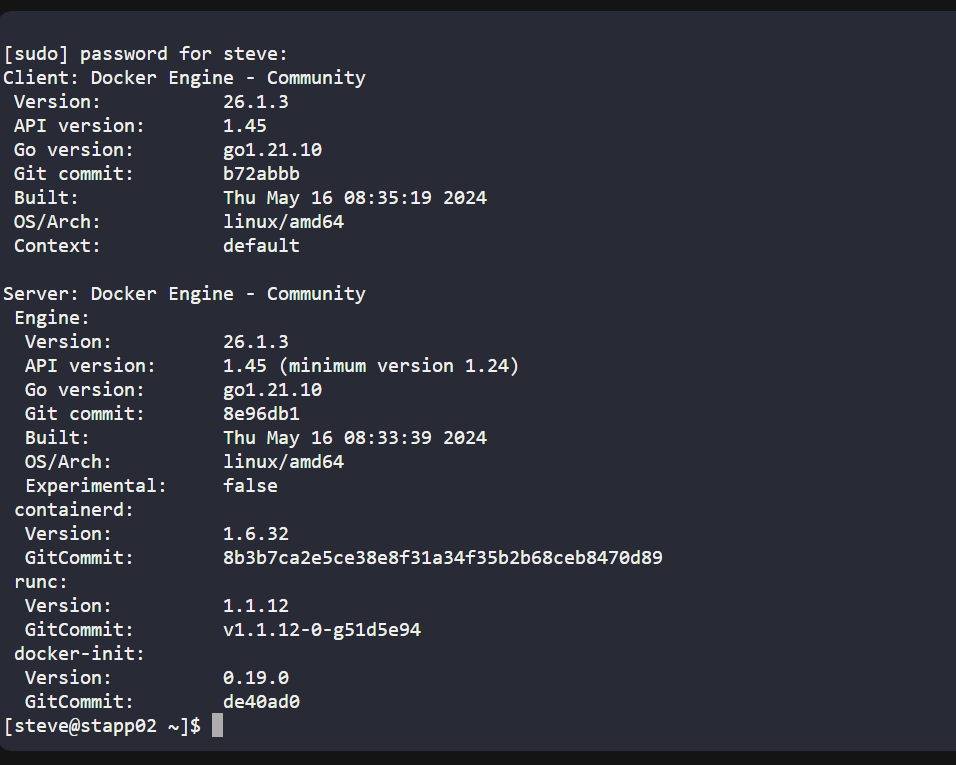 [sudo] password for steve:
Client: Docker Engine - Community
 Version:           26.1.3
 API version:       1.45
 Go version:        go1.21.10
 Git commit:        b72abbb
 Built:             Thu May 16 08:35:19 2024
 OS/Arch:           linux/amd64
 Context:           default

Server: Docker Engine - Community
 Engine:
  Version:          26.1.3
  API version:      1.45 (minimum version 1.24)
  Go version:       go1.21.10
  Git commit:       8e96db1
  Built:            Thu May 16 08:33:39 2024
  OS/Arch:          linux/amd64
  Experimental:     false
 containerd:
  Version:          1.6.32
  GitCommit:        8b3b7ca2e5ce38e8f31a34f35b2b68ceb8470d89
 runc:
  Version:          1.1.12
  GitCommit:        v1.1.12-0-g51d5e94
 docker-init:
  Version:          0.19.0
  GitCommit:        de40ad0
[steve@stapp02 ~]$